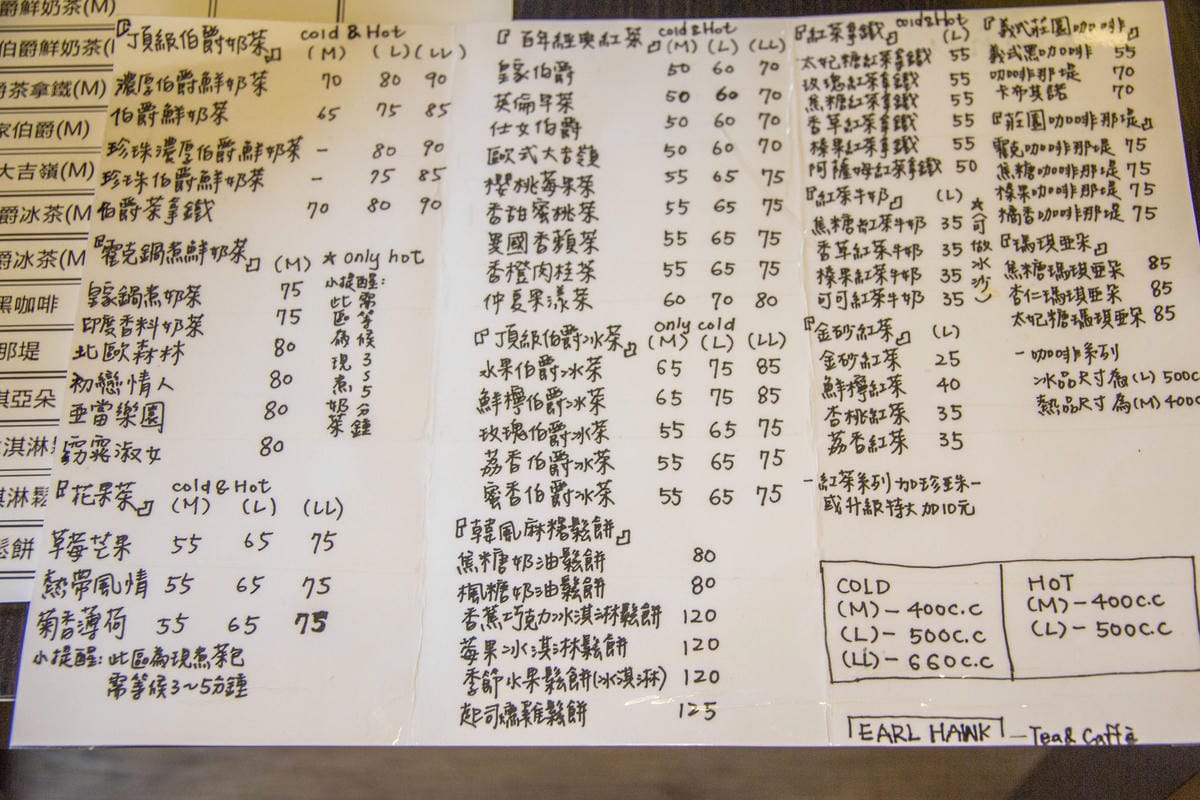 鮮奶茶(M)
伯爵鮮奶茶(
爵茶拿鐵(M)
家伯爵(M)
大吉嶺(M)
爵冰茶(M
爵冰茶(M
黑咖啡
那堤
琪亞朵
冰淇淋
淇淋鬆
鬆餅
『頂級伯爵奶茶』 cold & Hot
(M) (L) (LL)
濃厚伯爵鮮奶茶 70 80 90
伯爵鮮奶茶 65 75 85
珍珠濃厚伯爵鮮奶茶 - 80 90
珍珠伯爵鮮奶茶 - 75 85
伯爵茶拿鐵 70 80 90
『霍克鍋煮鮮奶茶』 (M) ★ only hot
皇家鍋煮奶茶 75
印度香料奶茶 75
北歐森林 80
初戀情人 80
亞當樂園 80
窈窕淑女 80
小提醒:
此區為現煮奶茶
需等候3~5分鐘
『花果茶』 cold & Hot
(M) (L) (LL)
草莓芒果 55 65 75
熱帶風情 55 65 75
菊香薄荷 55 65 75
小提醒: 此區為現煮茶包
需等候3~5分鐘
『百年經典紅茶』 cold & Hot
(M) (L) (LL)
皇家伯爵 50 60 70
英倫早茶 50 60 70
仕女伯爵 50 60 70
歐式大吉嶺 50 60 70
櫻桃莓果茶 55 65 75
香甜蜜桃茶 55 65 75
曼國香蘋茶 55 65 75
香橙肉桂茶 55 65 75
仲夏果漾茶 60 70 80
『頂級伯爵冰茶』 only cold
(M) (L) (LL)
水果伯爵冰茶 65 75 85
鮮檸伯爵冰茶 65 75 85
玫瑰伯爵冰茶 55 65 75
荔香伯爵冰茶 55 65 75
蜜香伯爵冰茶 55 65 75
『韓風麻糬鬆餅』
焦糖奶油鬆餅 80
楓糖奶油鬆餅 80
香蕉巧克力冰淇淋鬆餅 120
莓果冰淇淋鬆餅 120
季節水果鬆餅(冰淇淋) 120
起司燻雞鬆餅 125
『紅茶拿鐵』 cold & Hot
(L)
太妃糖紅茶拿鐵 55
玫瑰紅茶拿鐵 55
焦糖紅茶拿鐵 55
香草紅茶拿鐵 55
榛果紅茶拿鐵 55
阿薩姆紅茶拿鐵 50
『紅茶牛奶』 (L)
焦糖紅茶牛奶 35
香草紅茶牛奶 35
榛果紅茶牛奶 35
可可紅茶牛奶 35
★(可做冰沙)
『金砂紅茶』 (L)
金砂紅茶 25
鮮檸紅茶 40
杏桃紅茶 35
荔香紅茶 35
-紅茶系列 加珍珠-
或升級特大 加10元
『義式莊園咖啡』
義式黑咖啡 55
咖啡那堤 70
卡布其諾 70
『莊園咖啡那堤』
霍克咖啡那堤 75
焦糖咖啡那堤 75
榛果咖啡那堤 75
橘香咖啡那堤 75
『瑪琪亞朵』
焦糖瑪琪亞朵 85
杏仁瑪琪亞朵 85
太妃糖瑪琪亞朵 85
-咖啡系列
冰品尺寸為(L) 500c
熱品尺寸為(M) 400c
COLD
(M)-400c.c
(L)-500c.c
(LL)-660c.c
HOT
(M)-400c.c
(L)-500c.c
EARL HAWK -Tea & Caffè